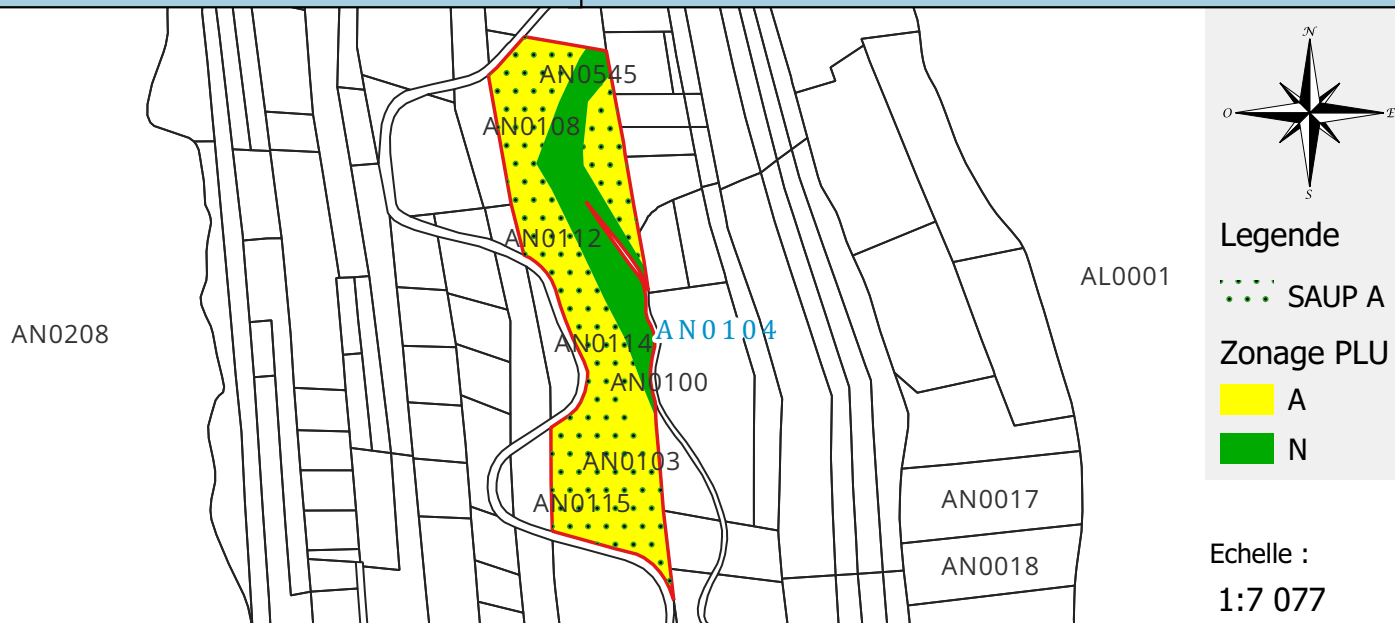 AN0545
AN0108
AN0112
AN0114
AN0104
AN0100
AN0103
AN0115
AN0208
AL0001
AN0017
AN0018
N
O
E
S
Legende
SAUP A
Zonage PLU
A
N
Echelle :
1:7 077